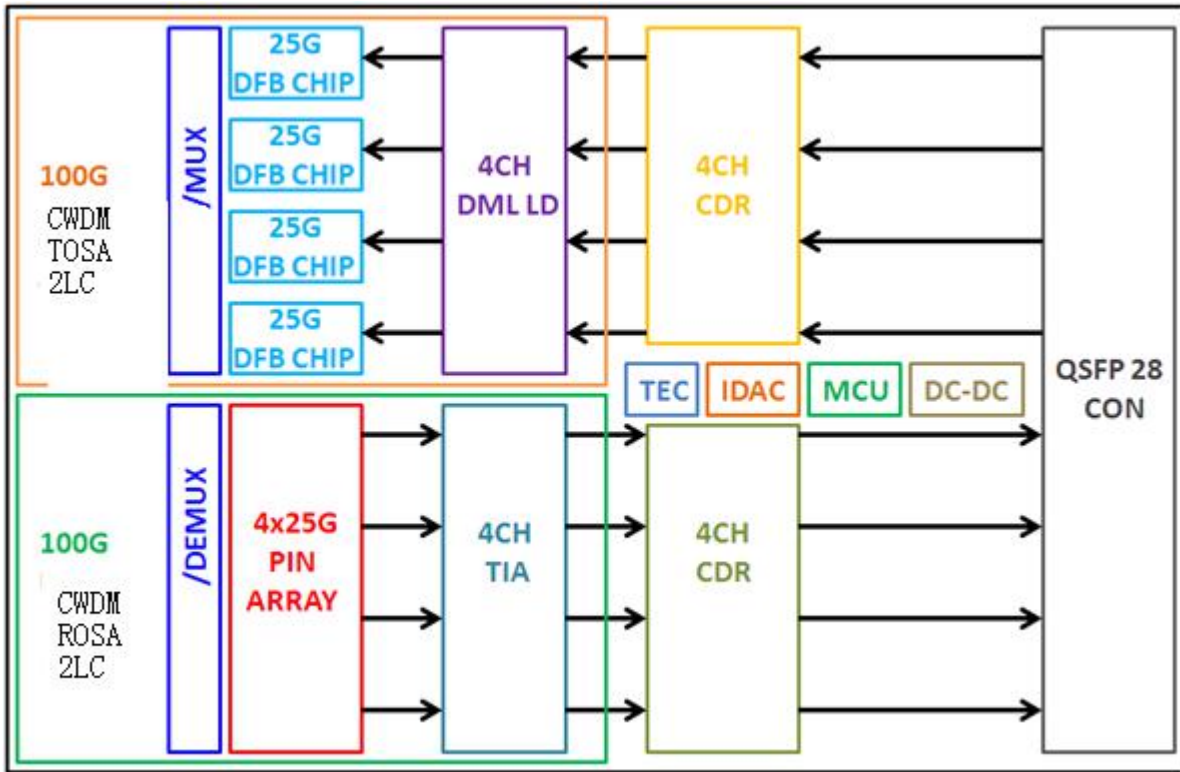 100G
CWDM
TOSA
2LC
/MUX
25G
DFB CHIP
25G
DFB CHIP
25G
DFB CHIP
25G
DFB CHIP
4CH
DML LD
4CH
CDR
TEC
IDAC
MCU
DC-DC
QSFP 28
CON
100G
CWDM
ROSA
2LC
/DEMUX
4x25G
PIN
ARRAY
4CH
TIA
4CH
CDR